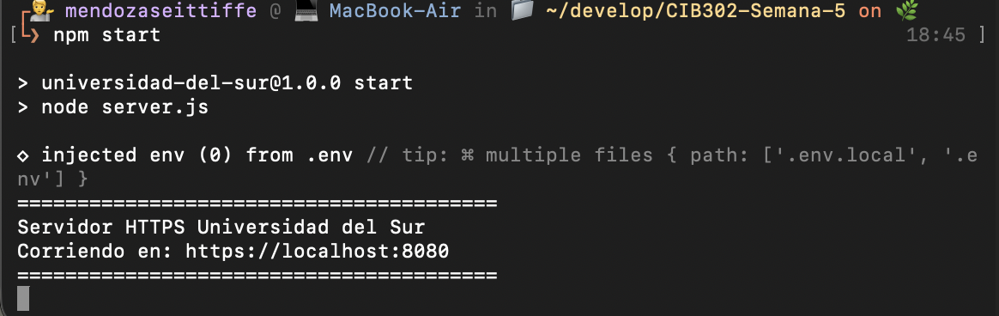 mendozaseittiffe @ 💻 MacBook-Air in 📁 ~/develop/CIB302-Semana-5 on 🌿
[└❯ npm start 18:45 ]
> universidad-del-sur@1.0.0 start
> node server.js
◇ injected env (0) from .env // tip: ⌘ multiple files { path: ['.env.local', '.e
nv'] }
========================================
Servidor HTTPS Universidad del Sur
Corriendo en: https://localhost:8080
========================================